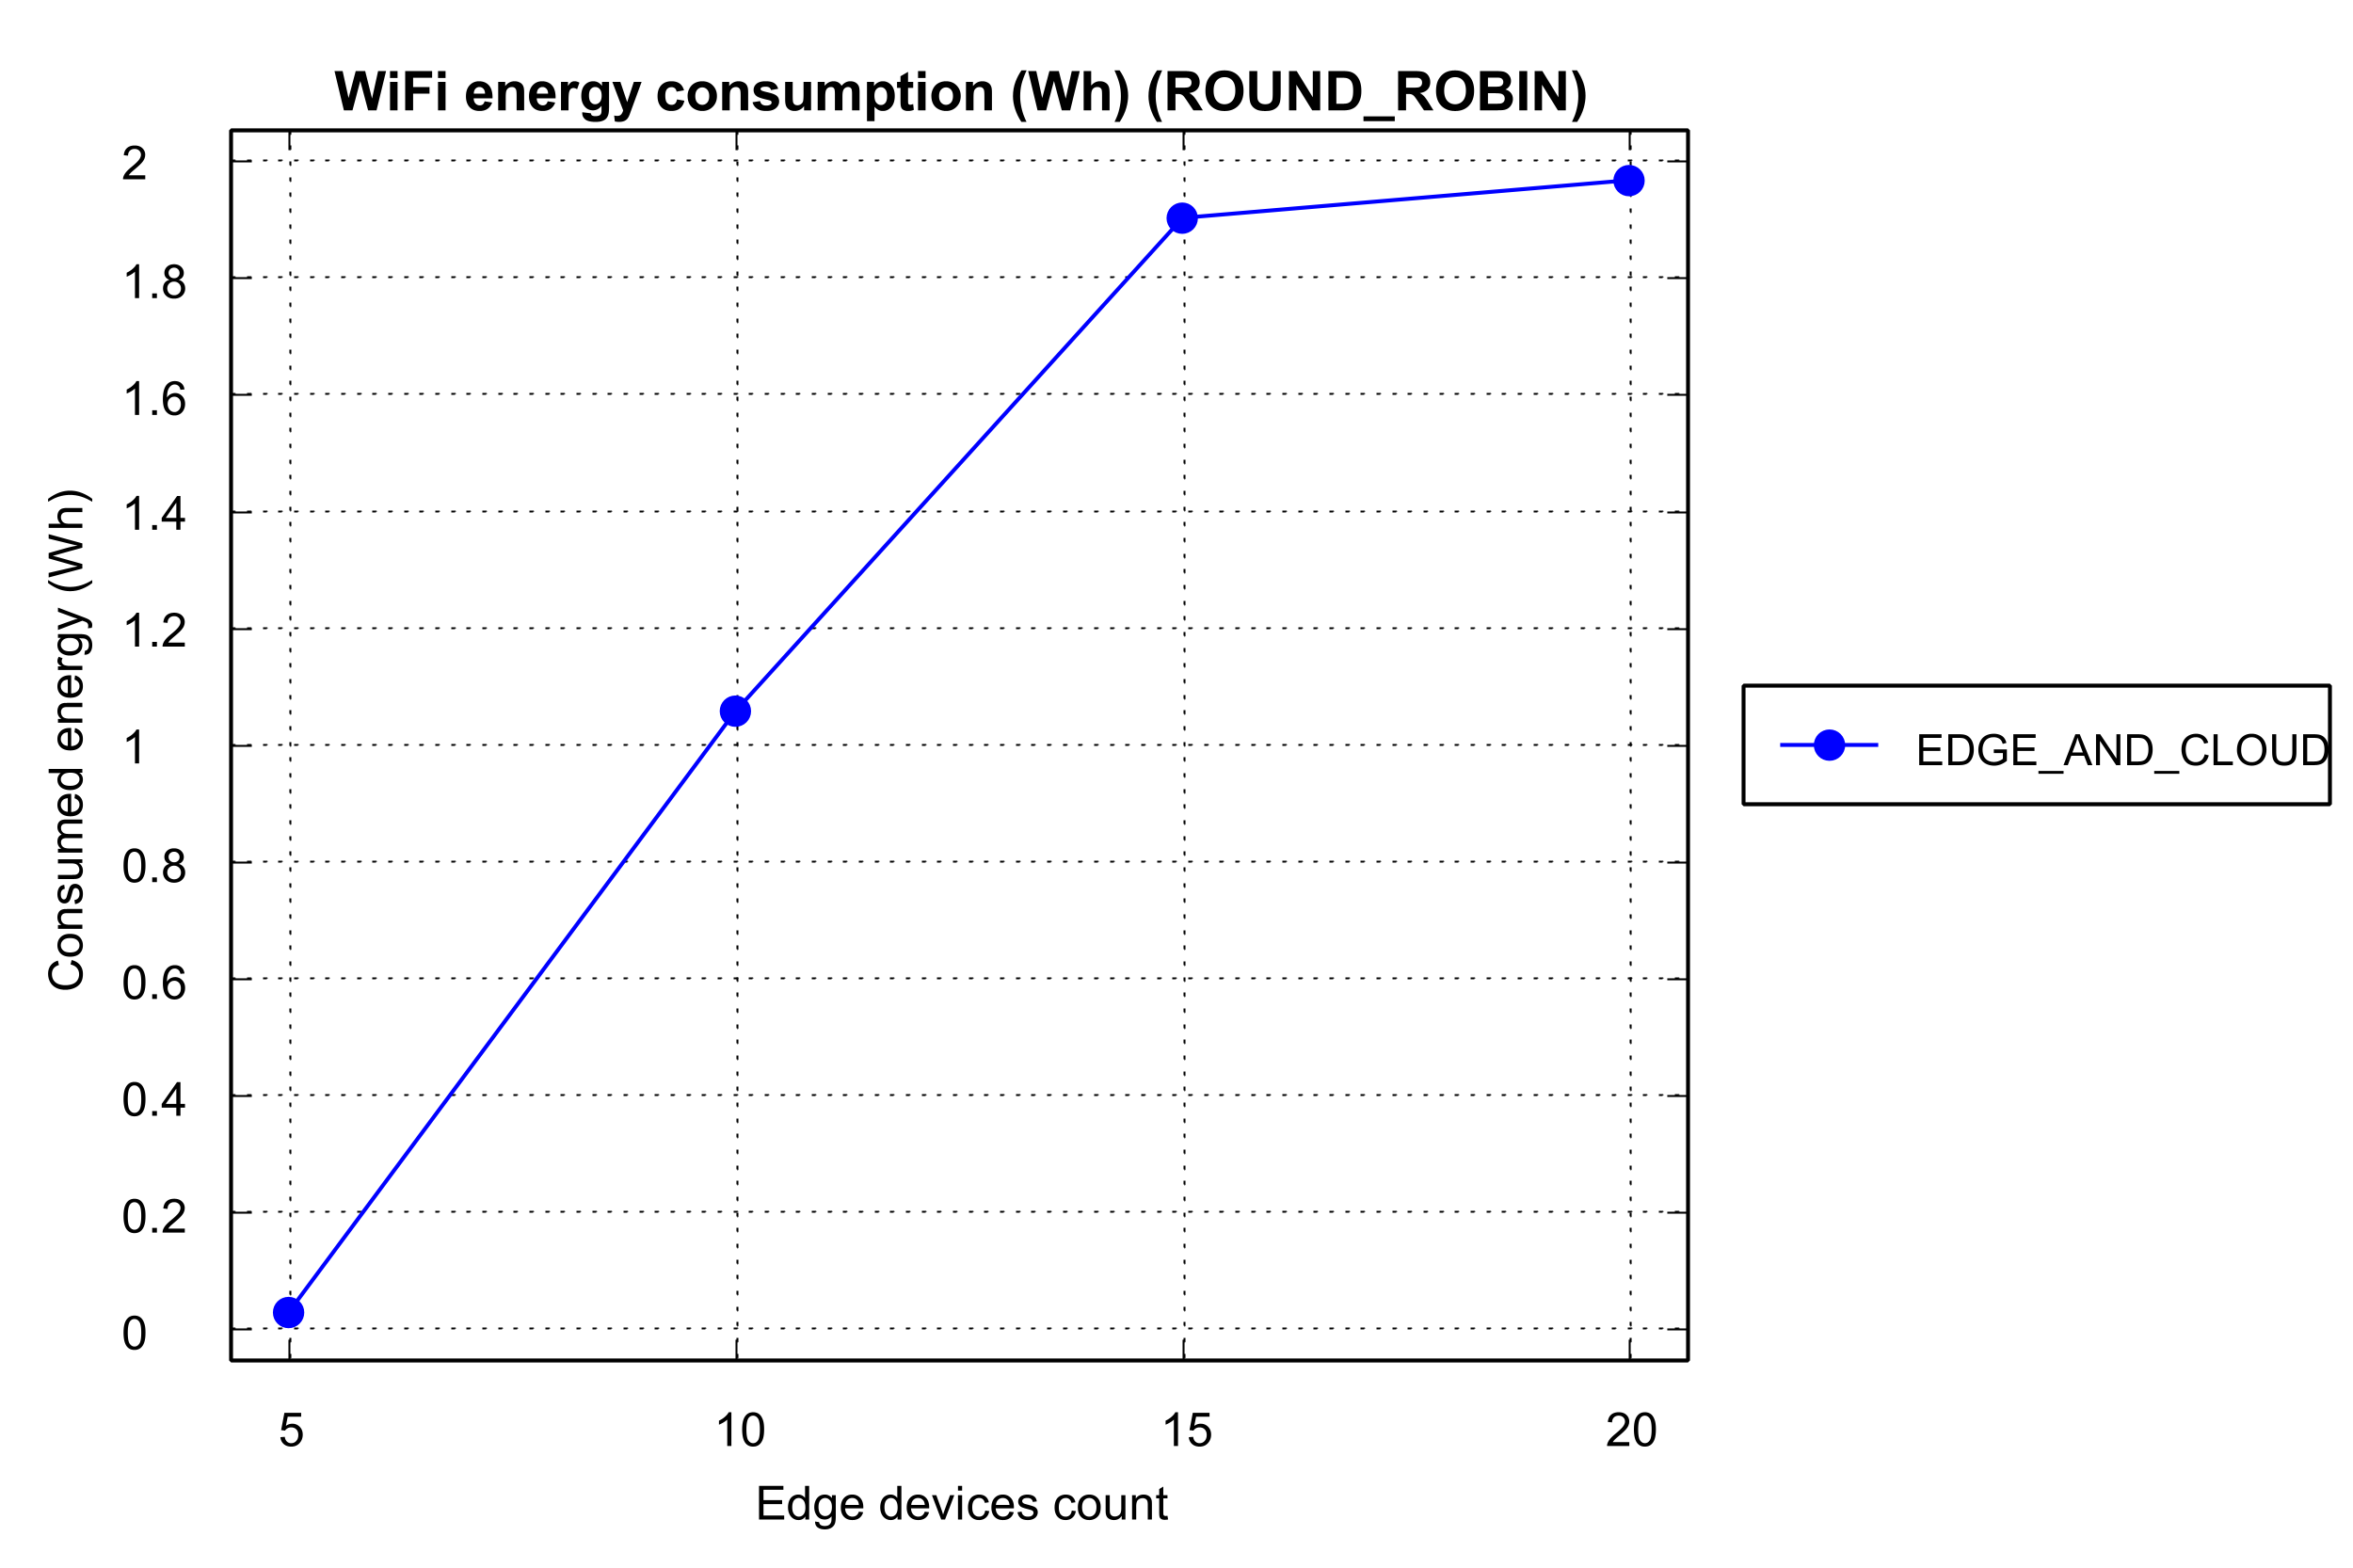 WiFi energy consumption (Wh) (ROUND_ROBIN)
2
1.8
1.6
1.4
1.2
1
0.8
0.6
0.4
0.2
0
Consumed energy (Wh)
5 10 15 20
Edge devices count
EDGE_AND_CLOUD